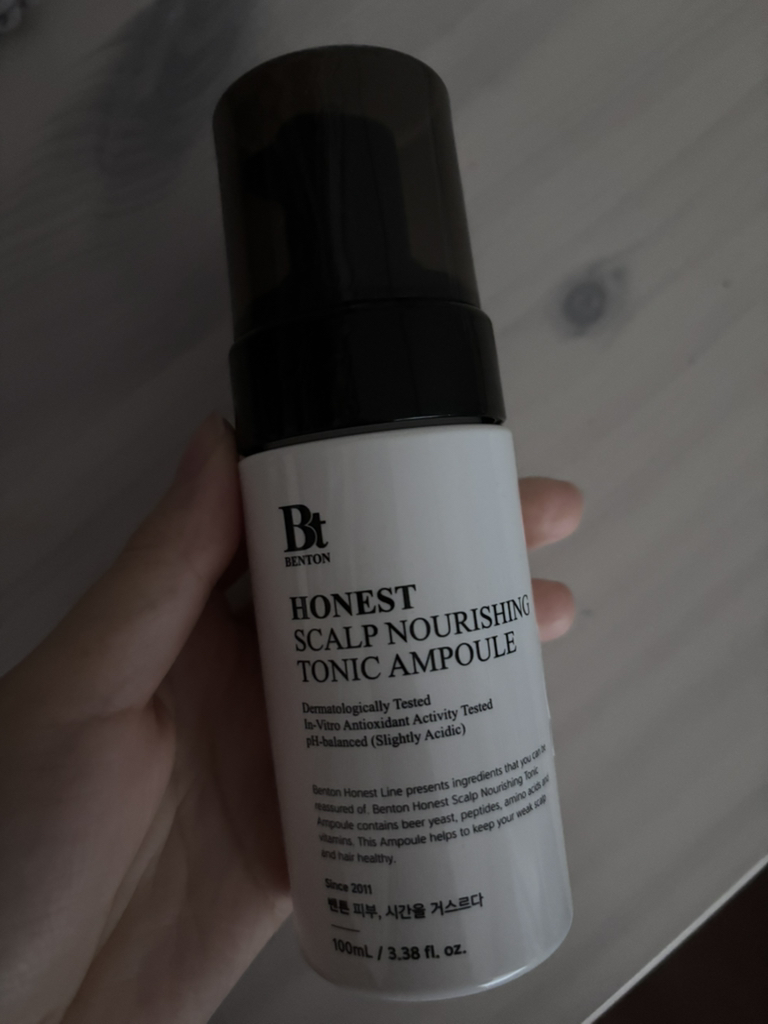 Bt
BENTON
HONEST
SCALP NOURISHING
TONIC AMPOULE
Dermatologically Tested
In-Vitro Antioxidant Activity Tested
pH-balanced (Slightly Acidic)
Benton Honest Line presents ingredients that you can be
reassured of. Benton Honest Scalp Nourishing Tonic
Ampoule contains beer yeast, peptides, amino acids and
vitamins. This Ampoule helps to keep your weak scalp
and hair healthy.
Since 2011
벤튼 피부, 시간을 거스르다
100mL / 3.38 fl. oz.